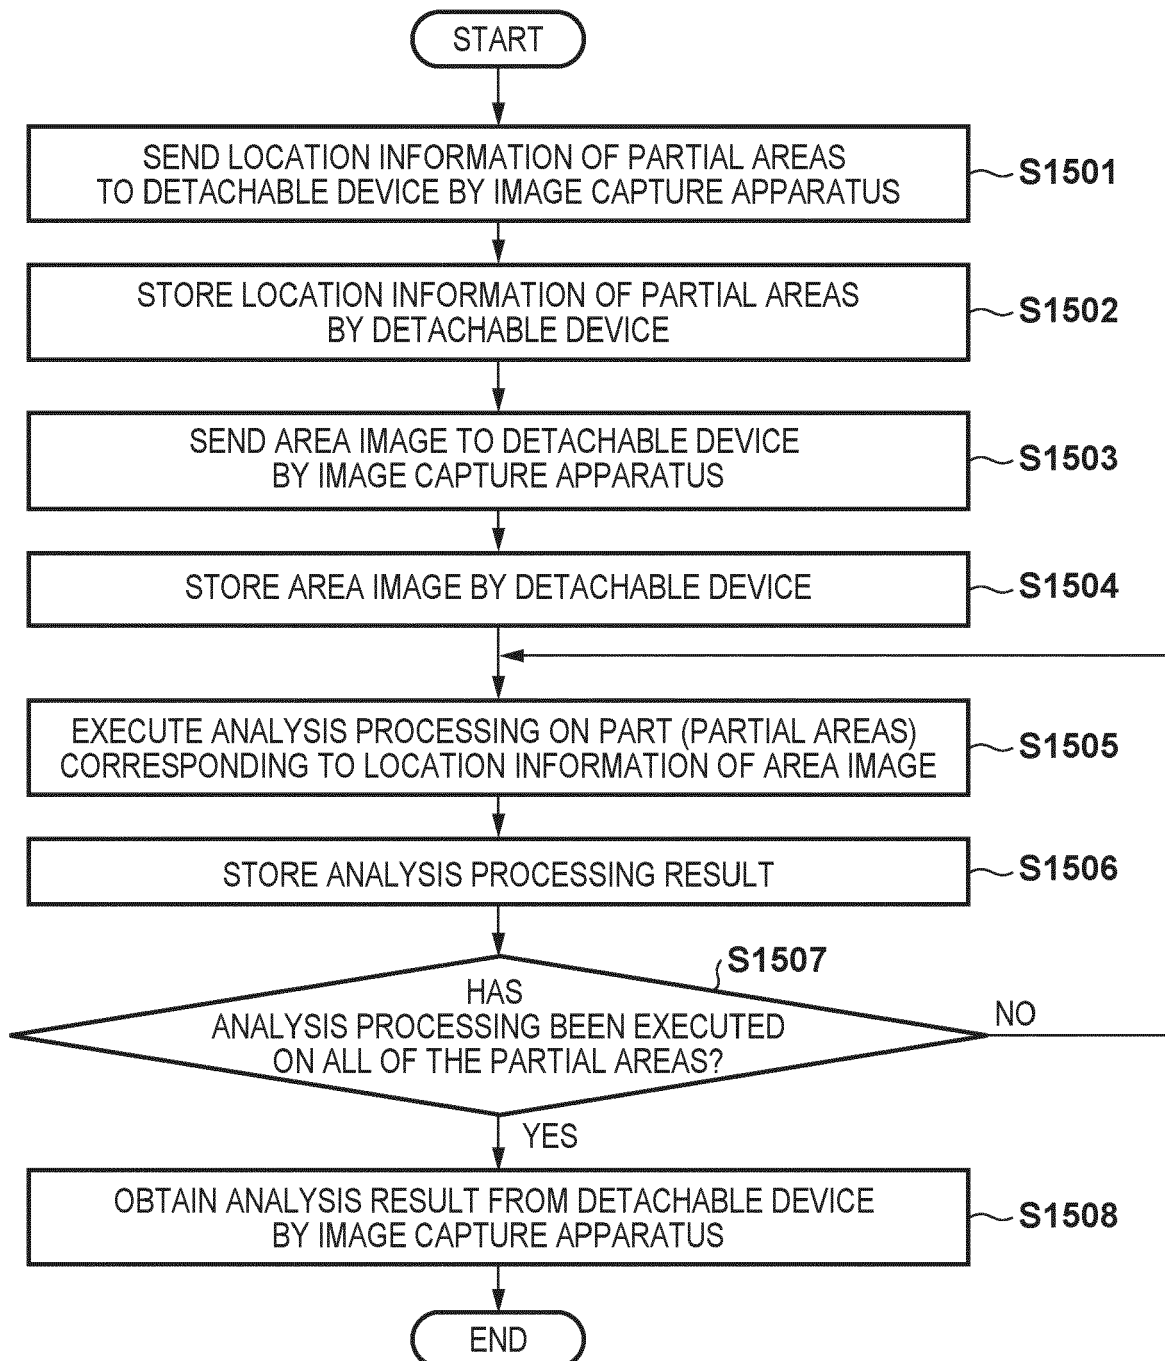 START
SEND LOCATION INFORMATION OF PARTIAL AREAS
TO DETACHABLE DEVICE BY IMAGE CAPTURE APPARATUS
S1501
STORE LOCATION INFORMATION OF PARTIAL AREAS
BY DETACHABLE DEVICE
S1502
SEND AREA IMAGE TO DETACHABLE DEVICE
BY IMAGE CAPTURE APPARATUS
S1503
STORE AREA IMAGE BY DETACHABLE DEVICE
S1504
EXECUTE ANALYSIS PROCESSING ON PART (PARTIAL AREAS)
CORRESPONDING TO LOCATION INFORMATION OF AREA IMAGE
S1505
STORE ANALYSIS PROCESSING RESULT
S1506
S1507
HAS
ANALYSIS PROCESSING BEEN EXECUTED
ON ALL OF THE PARTIAL AREAS?
NO
YES
OBTAIN ANALYSIS RESULT FROM DETACHABLE DEVICE
BY IMAGE CAPTURE APPARATUS
S1508
END